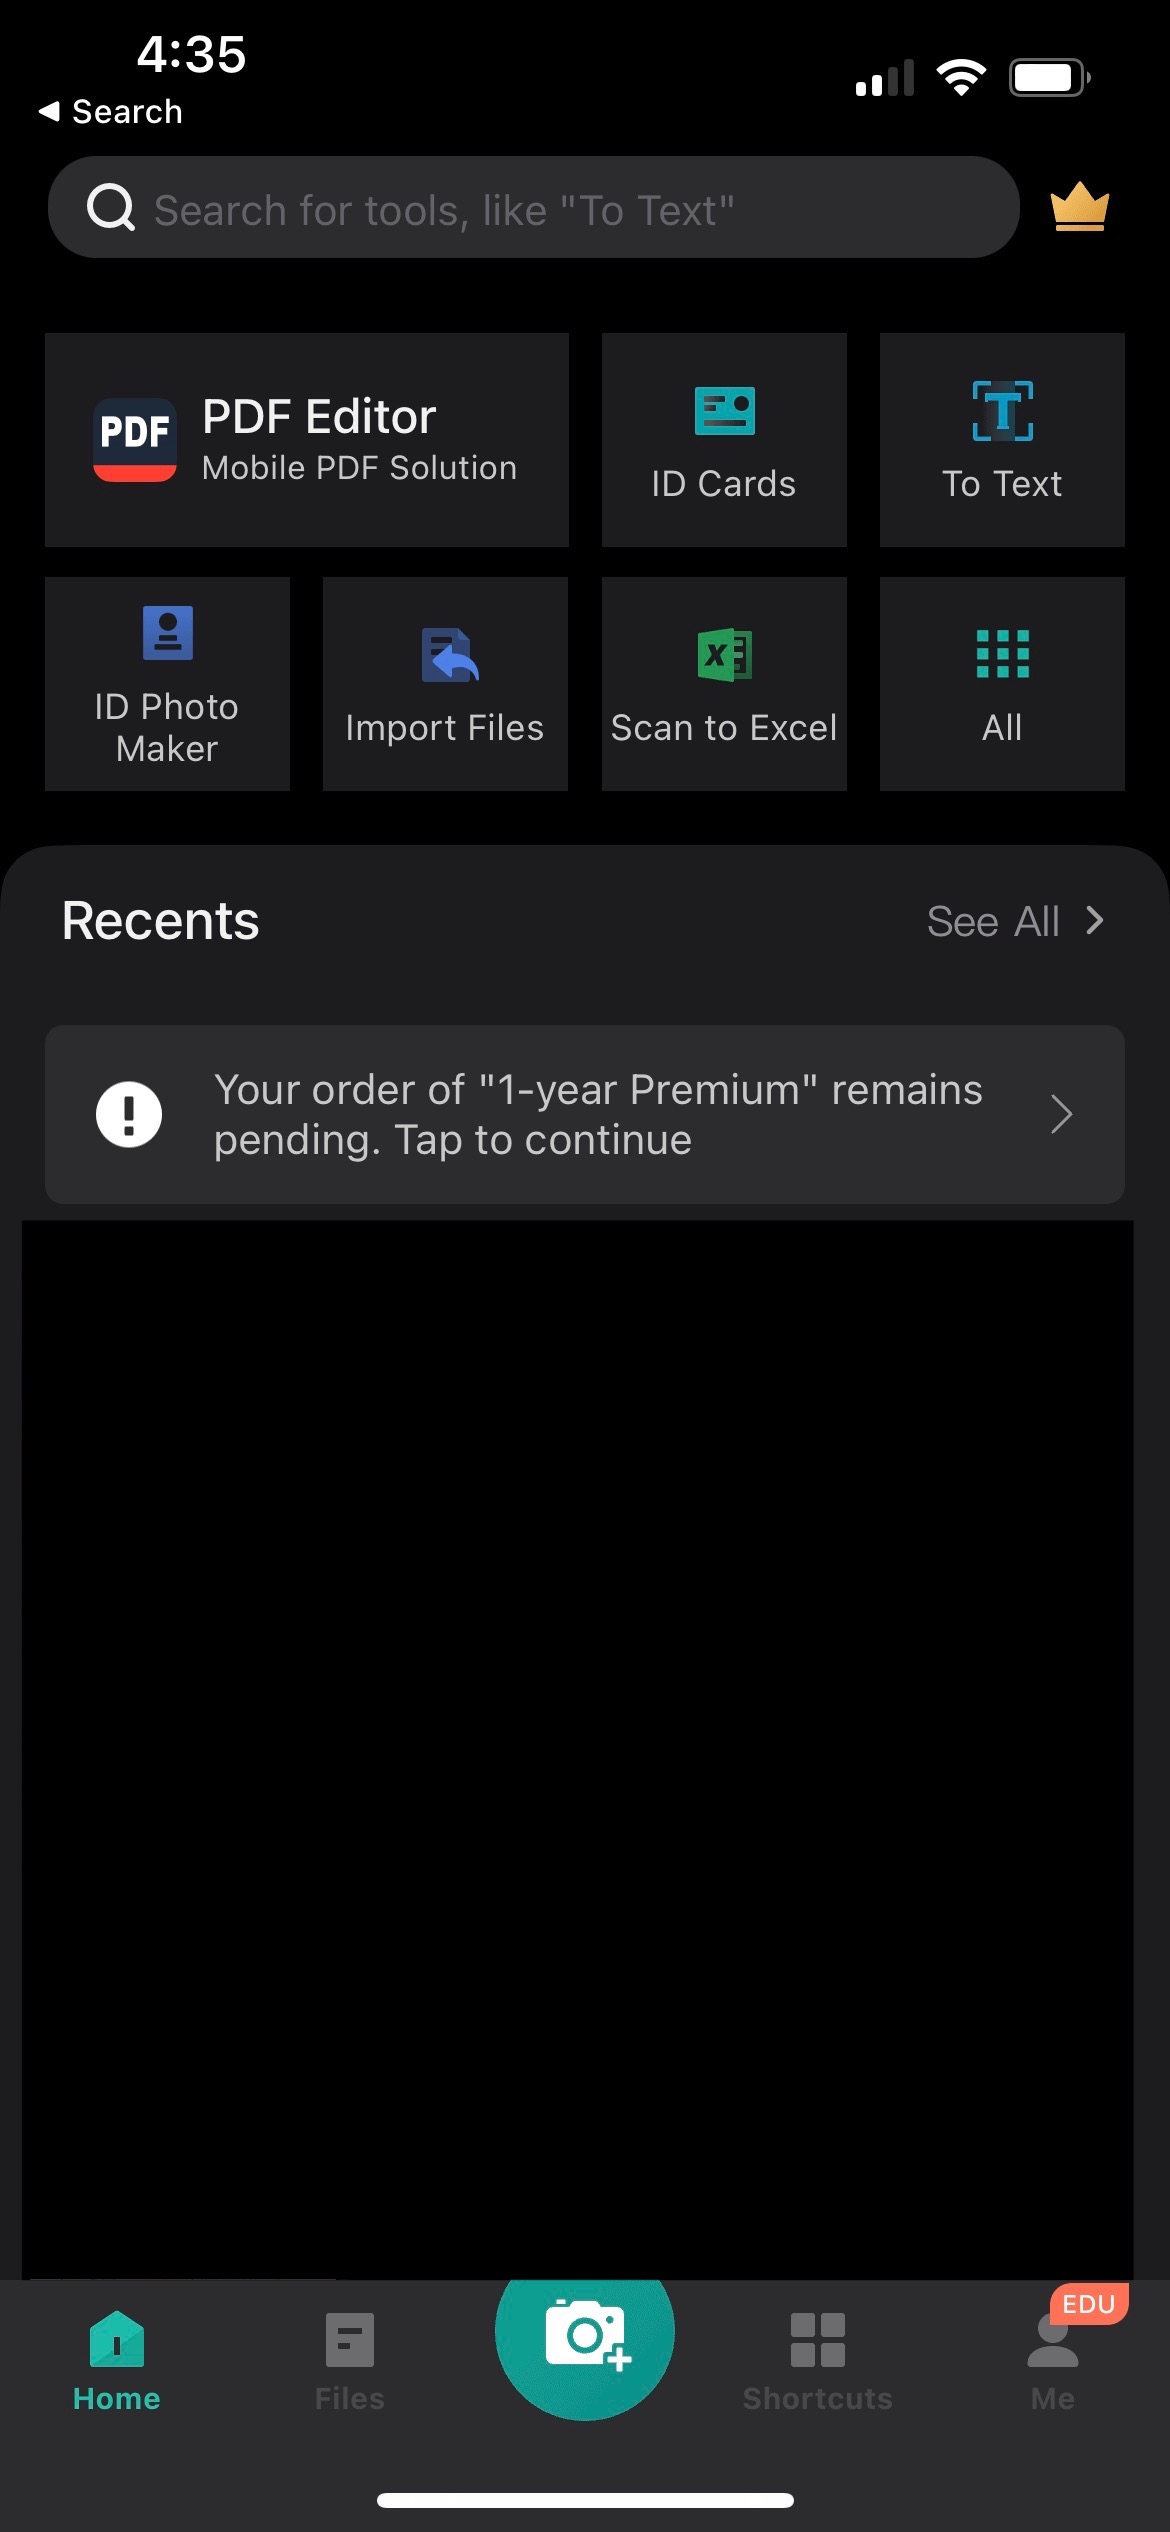 4:35
Search
Search for tools, like "To Text"
PDF
PDF Editor
Mobile PDF Solution
ID Cards
T
To Text
ID Photo
Maker
Import Files
X
Scan to Excel
All
Recents
See All
Your order of "1-year Premium" remains
pending. Tap to continue
EDU
Home
Files
Shortcuts
Me